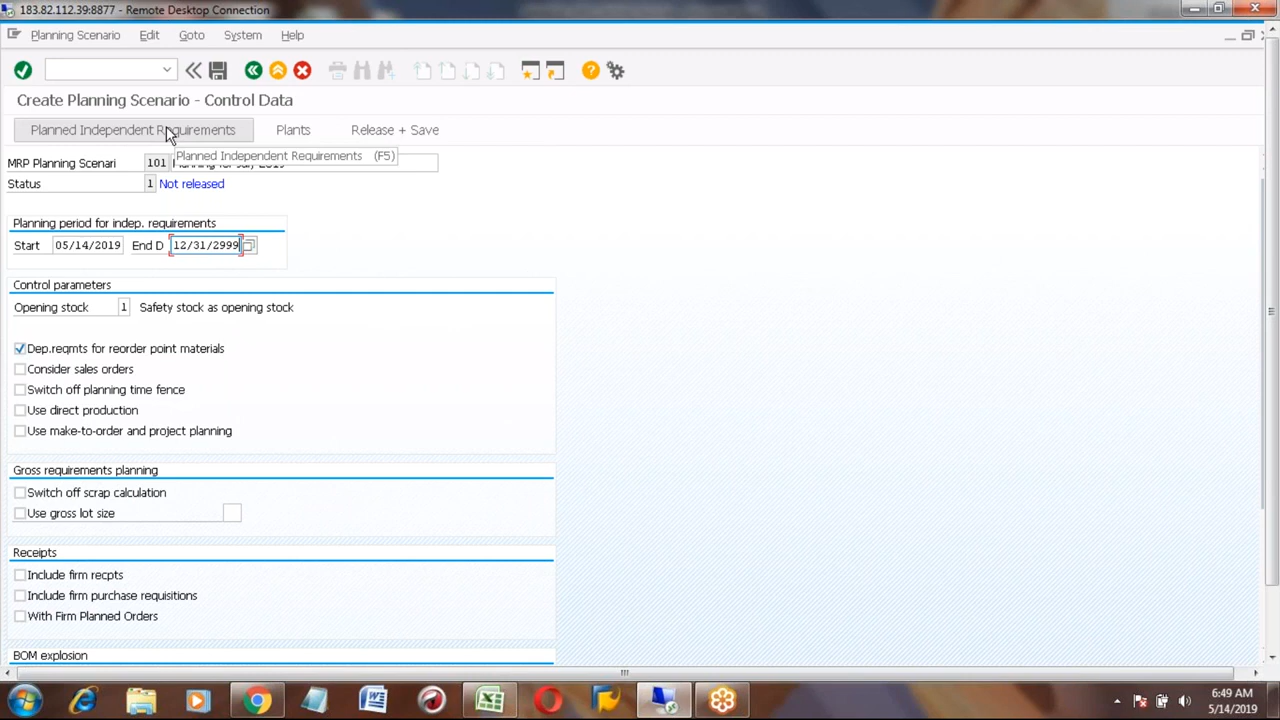 183.82.112.39:8877 - Remote Desktop Connection
Planning Scenario Edit Goto System Help
Create Planning Scenario - Control Data
Planned Independent Requirements Plants Release + Save
Planned Independent Requirements (F5)
MRP Planning Scenari 101 2019
Status 1 Not released
Planning period for indep. requirements
Start 05/14/2019 End D 12/31/2999
Control parameters
Opening stock 1 Safety stock as opening stock
Dep.reqmts for reorder point materials
Consider sales orders
Switch off planning time fence
Use direct production
Use make-to-order and project planning
Gross requirements planning
Switch off scrap calculation
Use gross lot size
Receipts
Include firm recpts
Include firm purchase requisitions
With Firm Planned Orders
BOM explosion
6:49 AM
5/14/2019